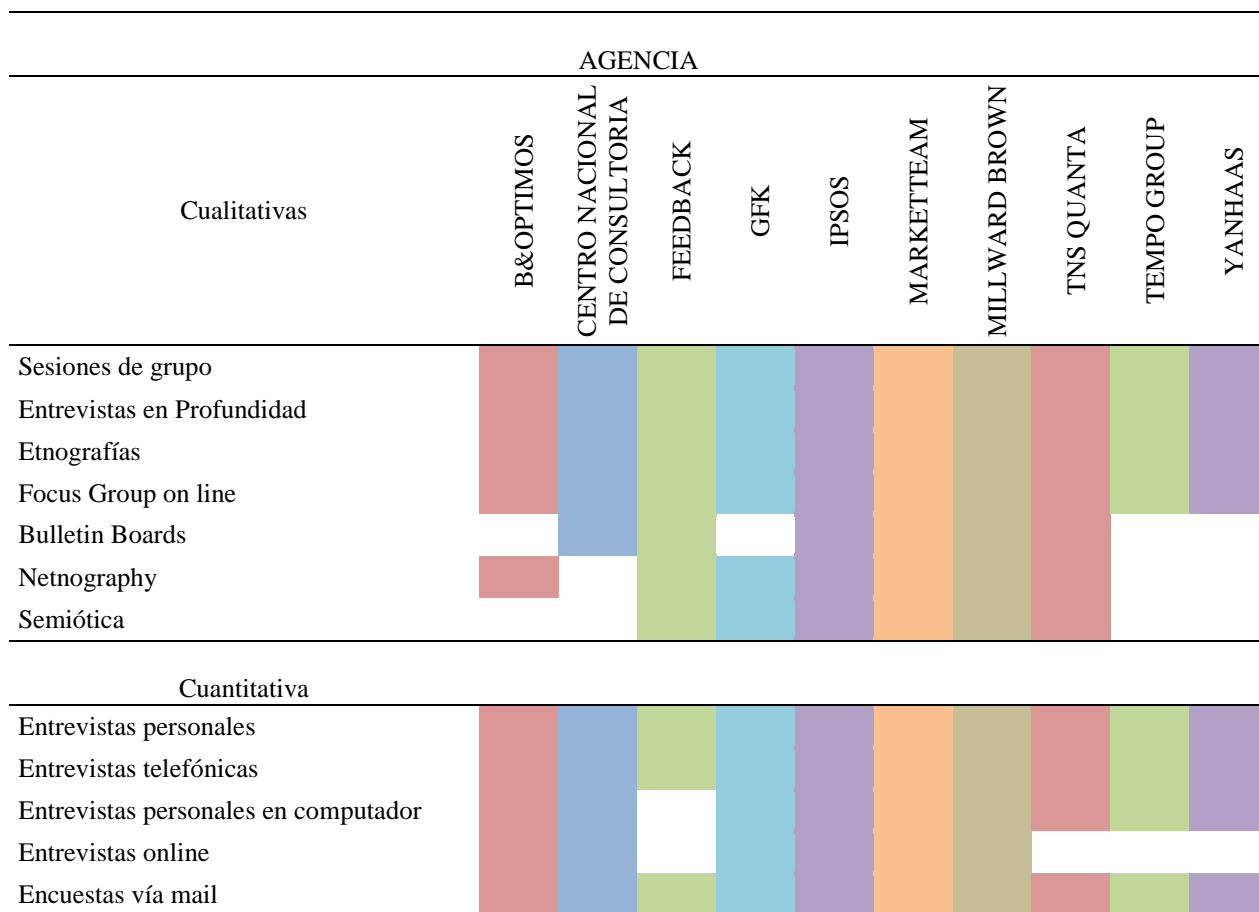 AGENCIA
Cualitativas
B&OPTIMOS
CENTRO NACIONAL
DE CONSULTORIA
FEEDBACK
GFK
IPSOS
MARKETTEAM
MILLWARD BROWN
TNS QUANTA
TEMPO GROUP
YANHAAS
Sesiones de grupo
Entrevistas en Profundidad
Etnografías
Focus Group on line
Bulletin Boards
Netnography
Semiótica
Cuantitativa
Entrevistas personales
Entrevistas telefónicas
Entrevistas personales en computador
Entrevistas online
Encuestas vía mail